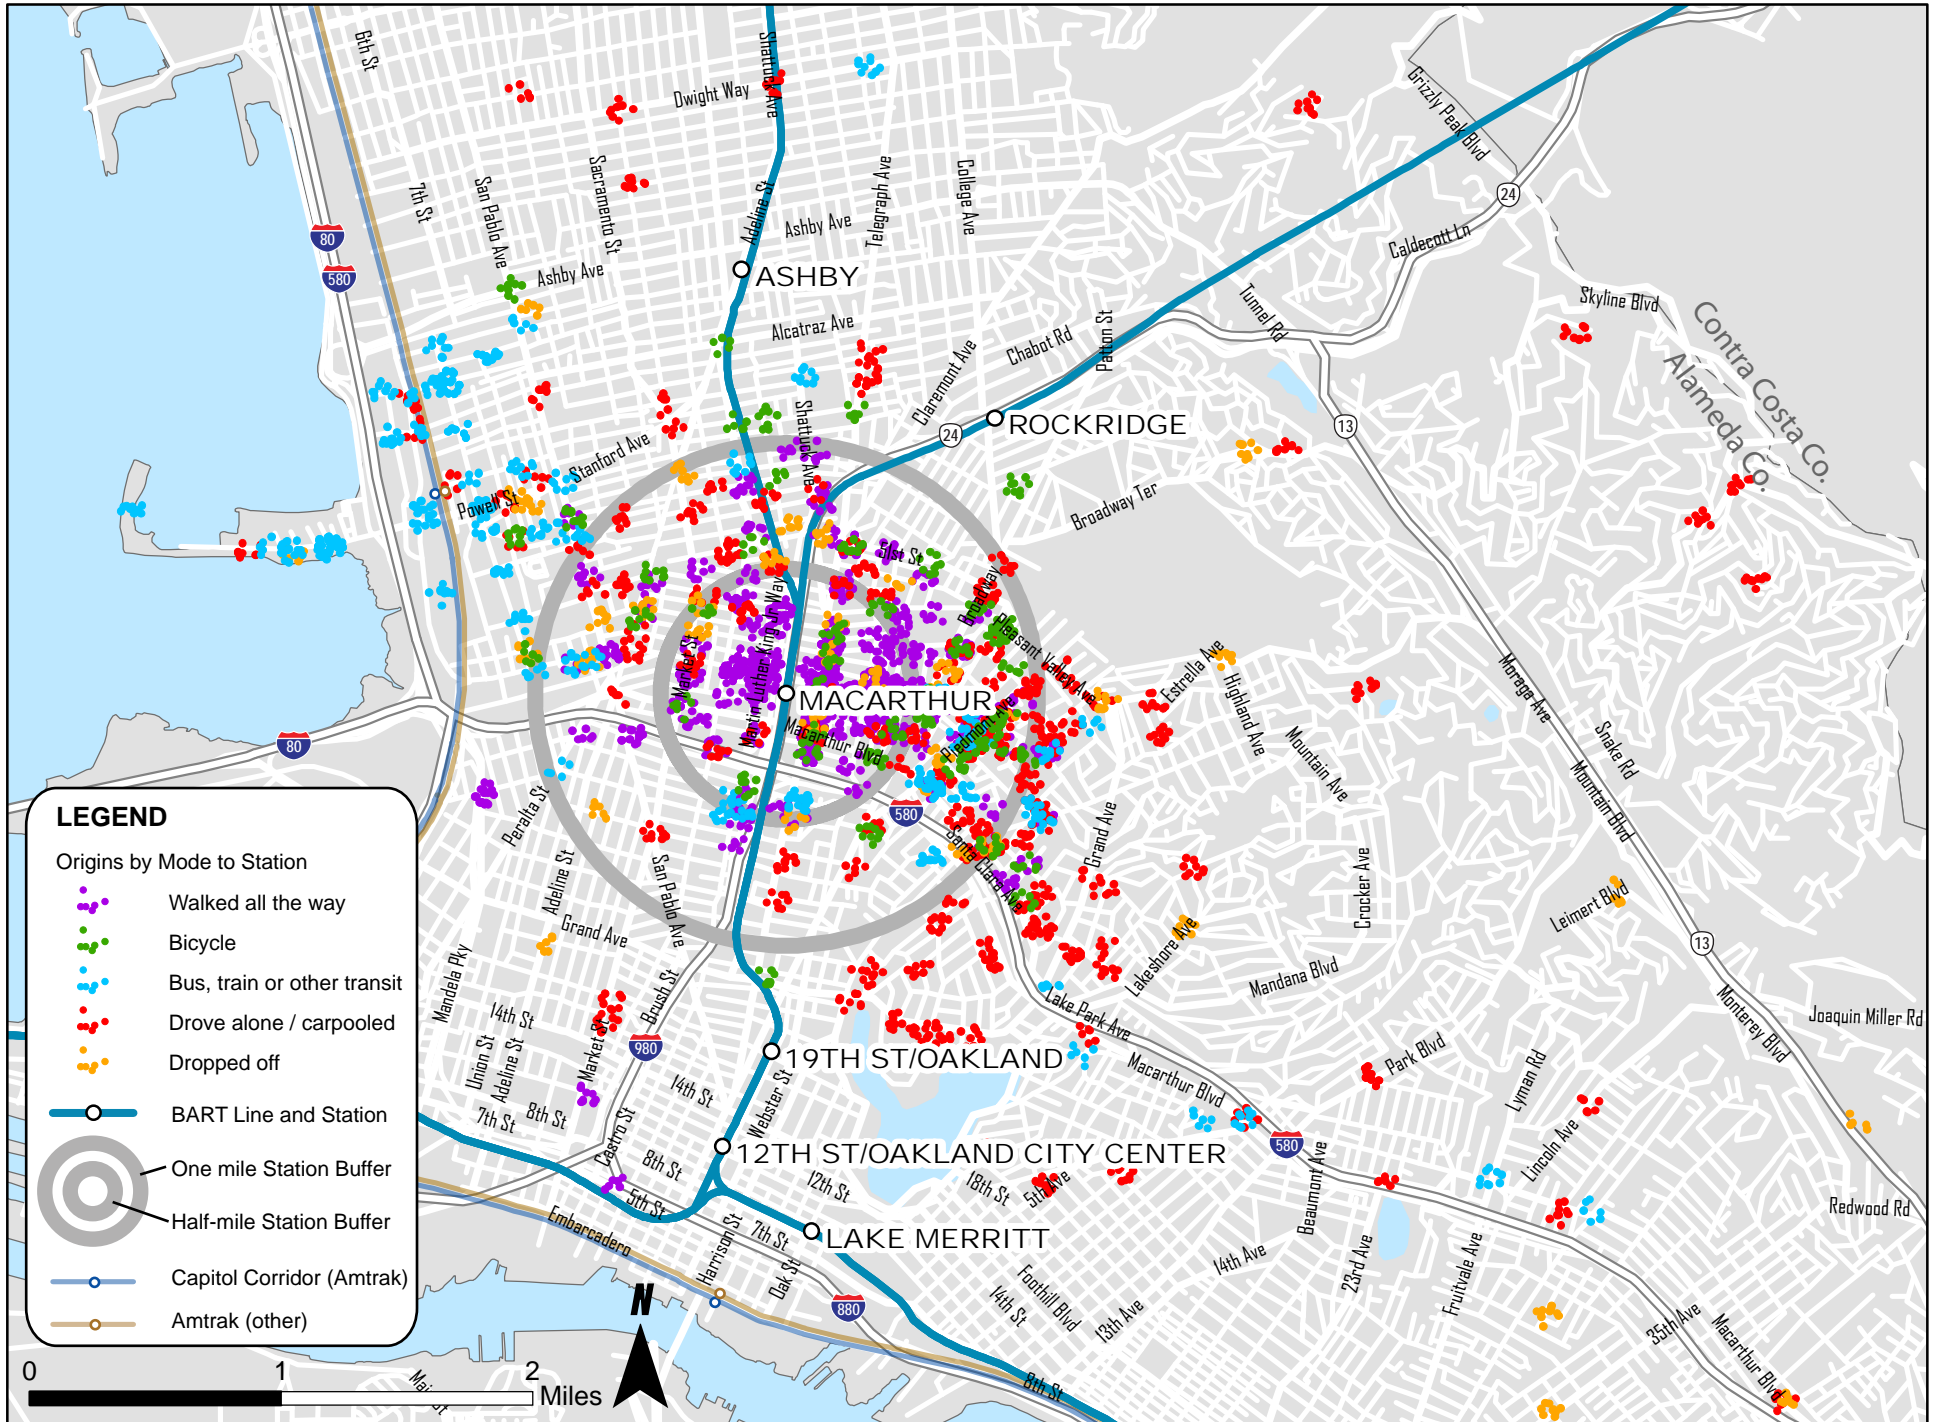 6th St
Shattuck Ave
Dwight Way
Grizzly Peak Blvd
7th St
San Pablo Ave
Sacramento St
Adeline St
Ashby Ave
Telegraph Ave
College Ave
24
Caldecott Ln
80
580
Ashby Ave
ASHBY
Tunnel Rd
Skyline Blvd
Contra Costa Co.
Alameda Co.
Alcatraz Ave
Claremont Ave
Chabot Rd
Patton St
Shattuck Ave
ROCKRIDGE
24
13
Stanford Ave
Powell St
Broadway Ter
51st St
Broadway
Pleasant Valley Ave
Market St
Martin Luther King Jr Way
Estrella Ave
Highland Ave
Moraga Ave
MACARTHUR
Macarthur Blvd
Piedmont Ave
80
Mountain Ave
Snake Rd
Mountain Blvd
Peralta St
580
Santa Clara Ave
Grand Ave
Adeline St
San Pablo Ave
Crocker Ave
Leimert Blvd
Grand Ave
Lakeshore Ave
13
Mandela Pky
Brush St
Mandana Blvd
Monterey Blvd
Joaquin Miller Rd
14th St
Lake Park Ave
Union St
Adeline St
Market St
980
19TH ST/OAKLAND
Macarthur Blvd
Park Blvd
Lyman Rd
7th St
8th St
14th St
Webster St
Castro St
12TH ST/OAKLAND CITY CENTER
580
Lincoln Ave
8th St
12th St
18th St
5th Ave
Beaumont Ave
Redwood Rd
5th St
Embarcadero
Harrison St
7th St
LAKE MERRITT
Oak St
14th Ave
23rd Ave
Fruitvale Ave
Foothill Blvd
14th St
13th Ave
880
35th Ave
Macarthur Blvd
8th St
LEGEND
Origins by Mode to Station
Walked all the way
Bicycle
Bus, train or other transit
Drove alone / carpooled
Dropped off
BART Line and Station
One mile Station Buffer
Half-mile Station Buffer
Capitol Corridor (Amtrak)
Amtrak (other)
N
0 1 2
Miles